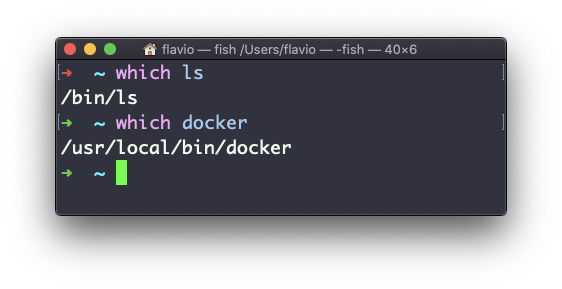 flavio — fish /Users/flavio — -fish — 40×6
➜ ~ which ls
/bin/ls
➜ ~ which docker
/usr/local/bin/docker
➜ ~